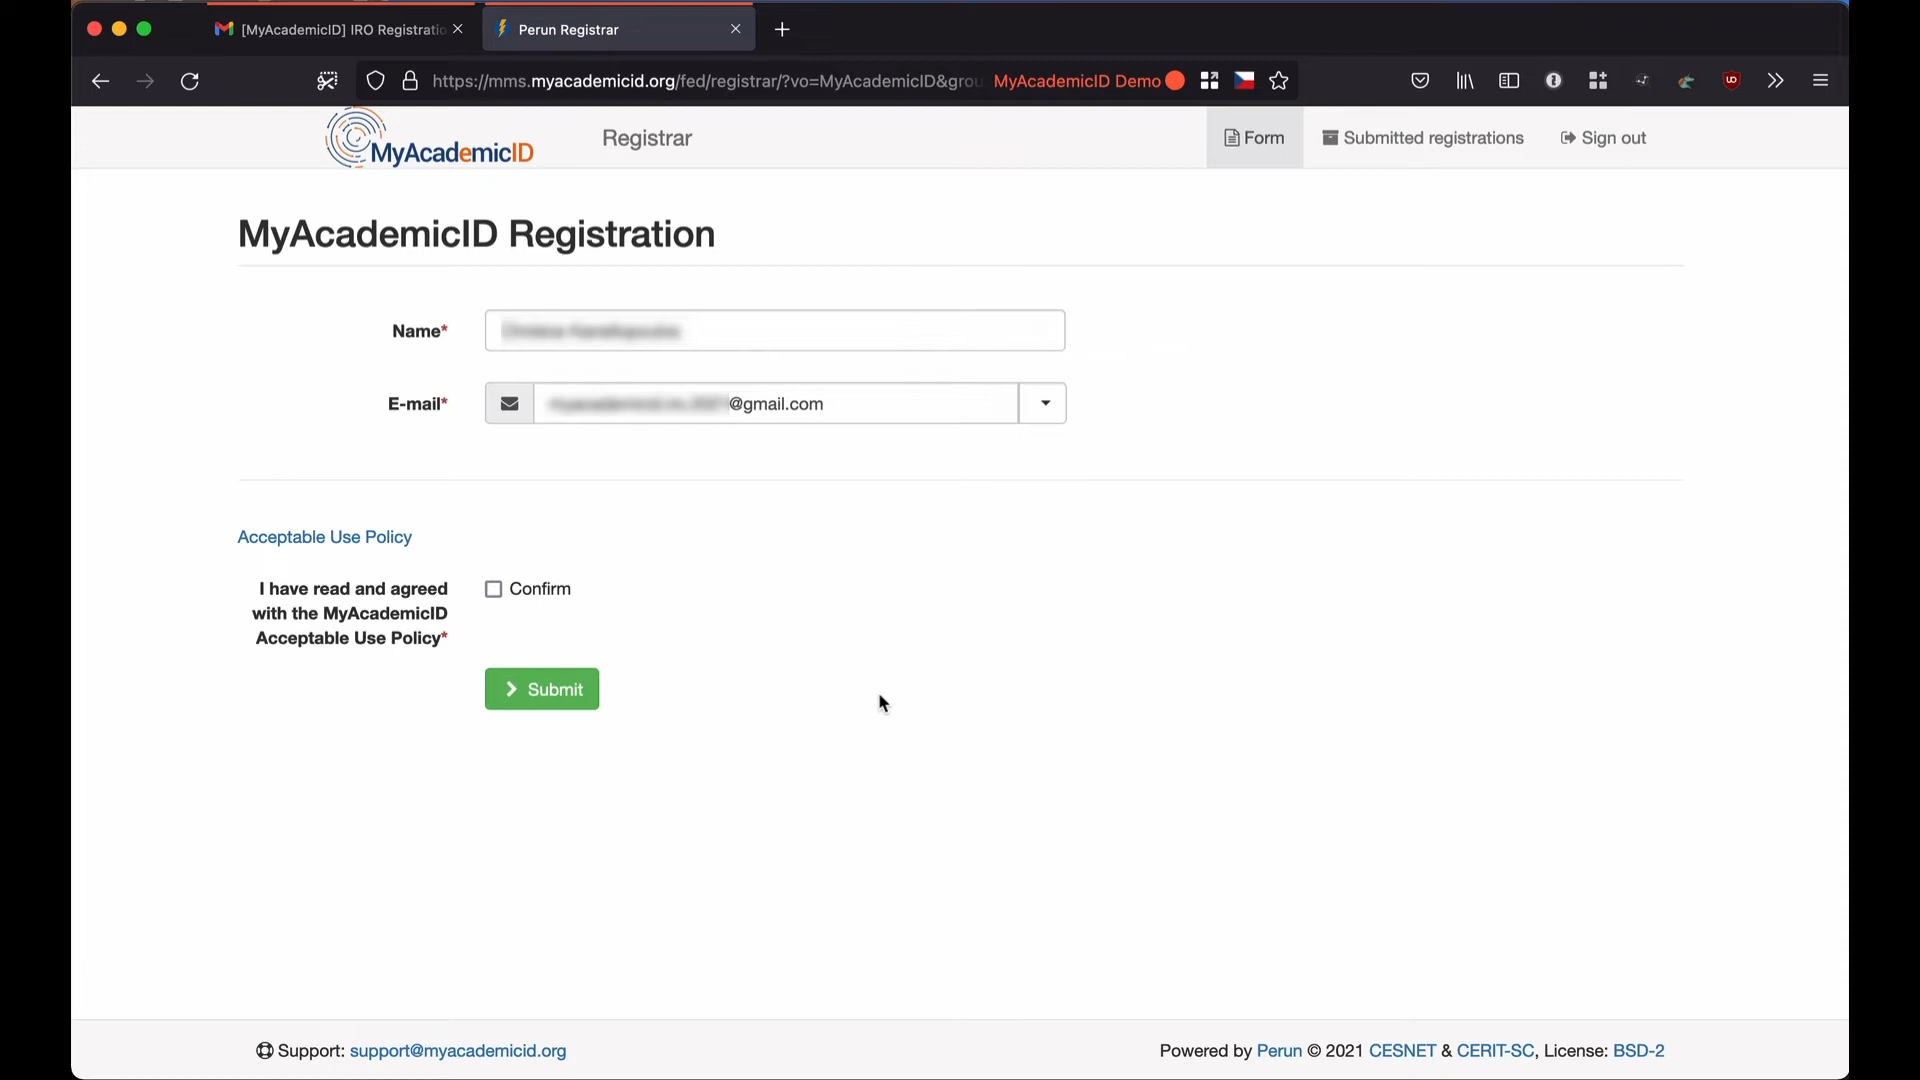 [MyAcademicID] IRO Registratio
Perun Registrar
https://mms.myacademicid.org/fed/registrar/?vo=MyAcademicID&grou
MyAcademicID Demo
MyAcademicID
Registrar
Form
Submitted registrations
Sign out
MyAcademicID Registration
Name*
E-mail*
@gmail.com
Acceptable Use Policy
I have read and agreed
with the MyAcademicID
Acceptable Use Policy*
Confirm
Submit
Support: support@myacademicid.org
Powered by Perun © 2021 CESNET & CERIT-SC, License: BSD-2